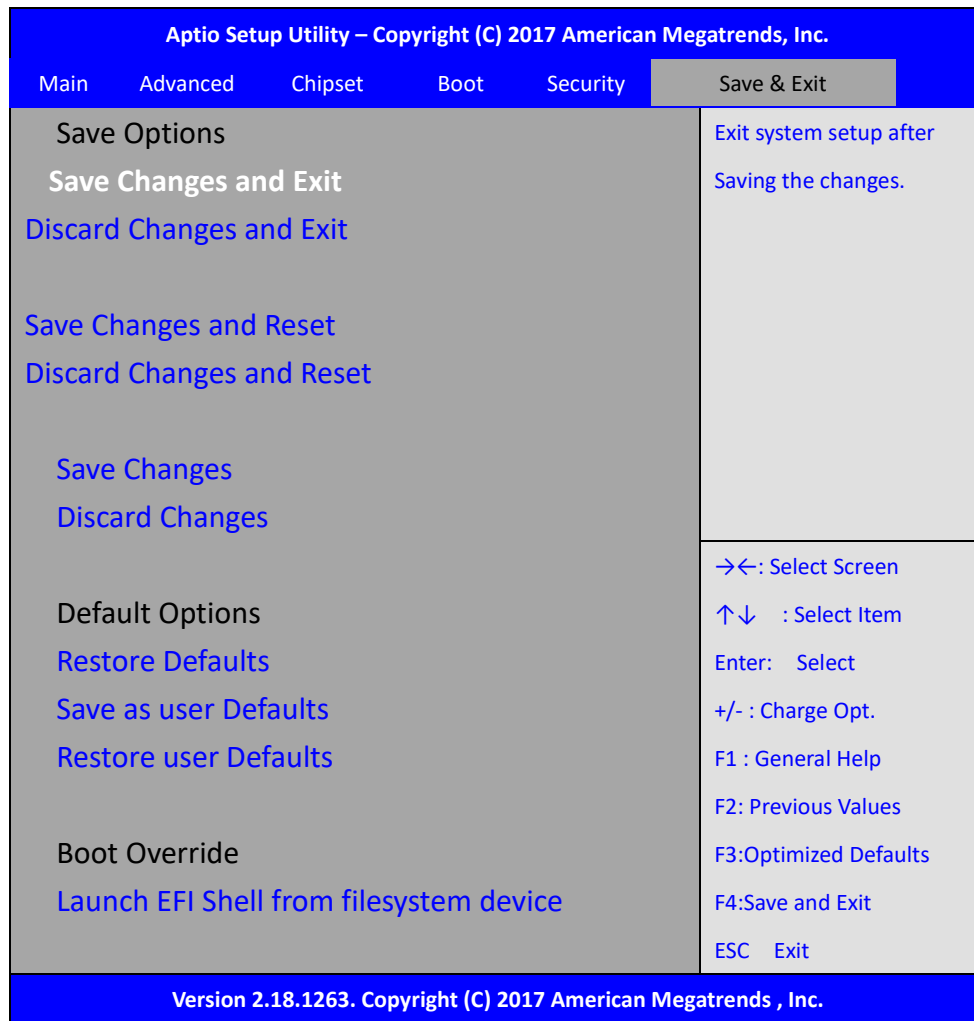 Aptio Setup Utility – Copyright (C) 2017 American Megatrends, Inc.
Main Advanced Chipset Boot Security Save & Exit
Save Options
Save Changes and Exit
Discard Changes and Exit
Save Changes and Reset
Discard Changes and Reset
Save Changes
Discard Changes
Default Options
Restore Defaults
Save as user Defaults
Restore user Defaults
Boot Override
Launch EFI Shell from filesystem device
Exit system setup after
Saving the changes.
→←: Select Screen
↑↓ : Select Item
Enter: Select
+/- : Charge Opt.
F1 : General Help
F2: Previous Values
F3:Optimized Defaults
F4:Save and Exit
ESC Exit
Version 2.18.1263. Copyright (C) 2017 American Megatrends , Inc.